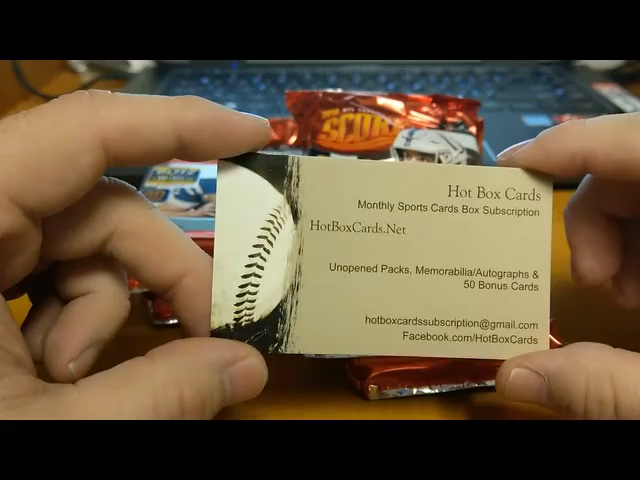 SCORE
Hot Box Cards
Monthly Sports Cards Box Subscription
HotBoxCards.Net
Unopened Packs, Memorabilia/Autographs &
50 Bonus Cards
hotboxcardssubscription@gmail.com
Facebook.com/HotBoxCards